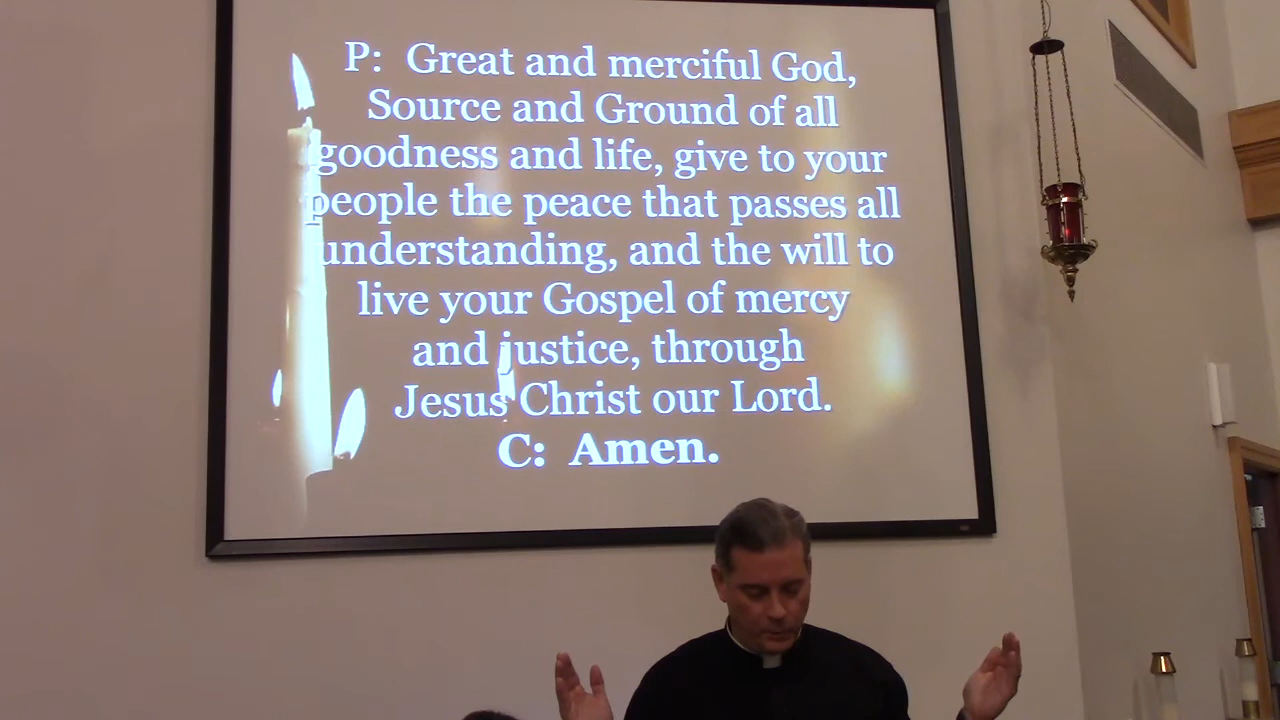 P: Great and merciful God,
Source and Ground of all
goodness and life, give to your
people the peace that passes all
understanding, and the will to
live your Gospel of mercy
and justice, through
Jesus Christ our Lord.
C: Amen.